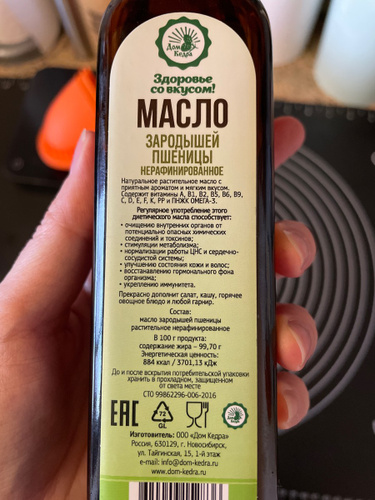 Дом
Кедра
Здоровье
со вкусом!
МАСЛО
ЗАРОДЫШЕЙ
ПШЕНИЦЫ
НЕРАФИНИРОВАННОЕ
Натуральное растительное масло с
приятным ароматом и мягким вкусом.
Содержит витамины А, В1, В2, В5, В6, В9,
С, D, E, F, K, РР и ПНЖК ОМЕГА-3.
Регулярное употребление этого
диетического масла способствует:
• очищению внутренних органов от
потенциально опасных химических
соединений и токсинов;
• стимуляции метаболизма;
• нормализации работы ЦНС и сердечно-
сосудистой системы;
• улучшению состояния кожи и волос;
• восстановлению гормонального фона
организма;
• укреплению иммунитета.
Прекрасно дополнит салат, кашу, горячее
овощное блюдо и любой гарнир.
Состав:
масло зародышей пшеницы
растительное нерафинированное
В 100 г продукта:
содержание жира – 99,70 г
Энергетическая ценность:
884 ккал / 3701,13 кДж
До и после вскрытия потребительской упаковки
хранить в прохладном, защищенном
от света месте
СТО 99862296-006-2016
EAC
72
GL
Дом
Кедра
Изготовитель: ООО «Дом Кедра»
Россия, 630129, г. Новосибирск,
ул. Тайгинская, 15, 1-й этаж
e-mail: info@dom-kedra.ru
www.dom-kedra.com